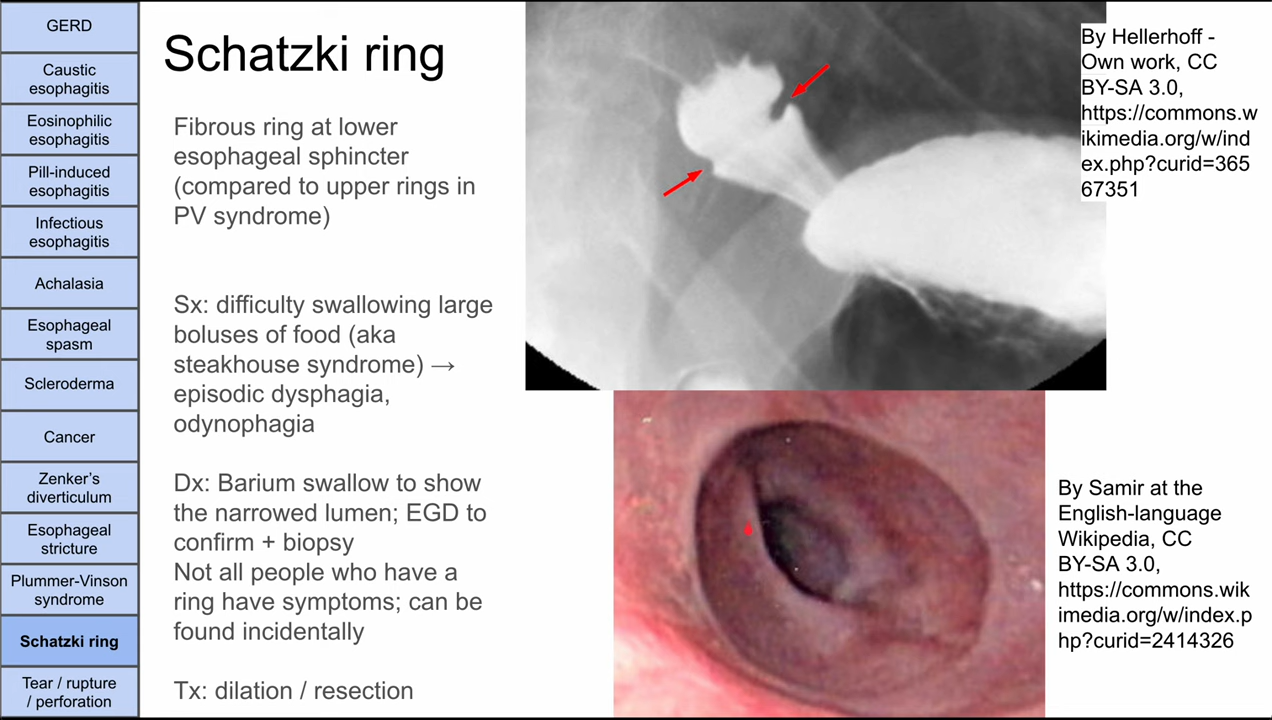 GERD
Caustic
esophagitis
Eosinophilic
esophagitis
Pill-induced
esophagitis
Infectious
esophagitis
Achalasia
Esophageal
spasm
Scleroderma
Cancer
Zenker’s
diverticulum
Esophageal
stricture
Plummer-Vinson
syndrome
Schatzki ring
Tear / rupture
/ perforation
Schatzki ring
Fibrous ring at lower
esophageal sphincter
(compared to upper rings in
PV syndrome)
Sx: difficulty swallowing large
boluses of food (aka
steakhouse syndrome) →
episodic dysphagia,
odynophagia
Dx: Barium swallow to show
the narrowed lumen; EGD to
confirm + biopsy
Not all people who have a
ring have symptoms; can be
found incidentally
Tx: dilation / resection
By Hellerhoff -
Own work, CC
BY-SA 3.0,
https://commons.w
ikimedia.org/w/ind
ex.php?curid=365
67351
By Samir at the
English-language
Wikipedia, CC
BY-SA 3.0,
https://commons.wik
imedia.org/w/index.p
hp?curid=2414326